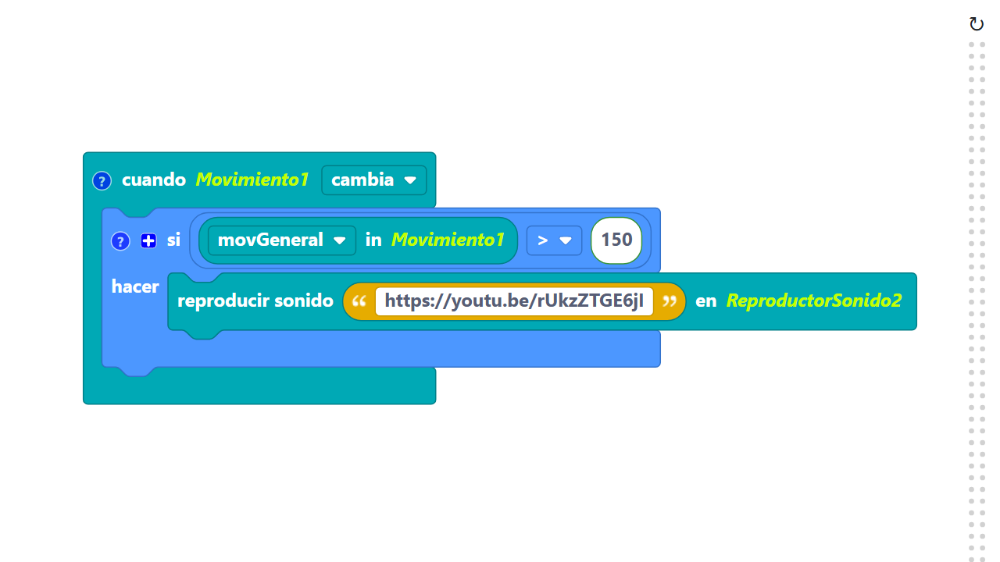 ? cuando Movimiento1 cambia
? + si movGeneral in Movimiento1 > 150
hacer reproducir sonido “ https://youtu.be/rUkzZTGE6jI ” en ReproductorSonido2